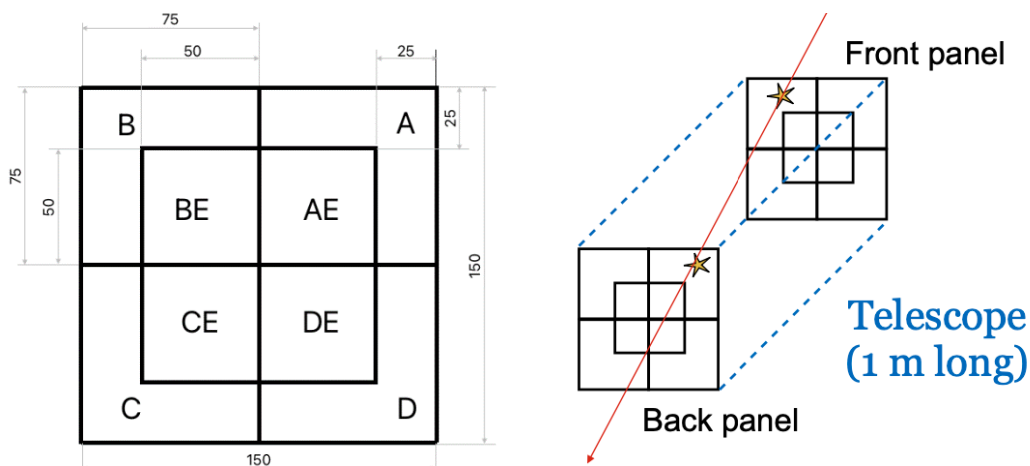 75
50
25
B
A
25
75
50
BE
AE
150
CE
DE
C
D
150
Front panel
Telescope
(1 m long)
Back panel